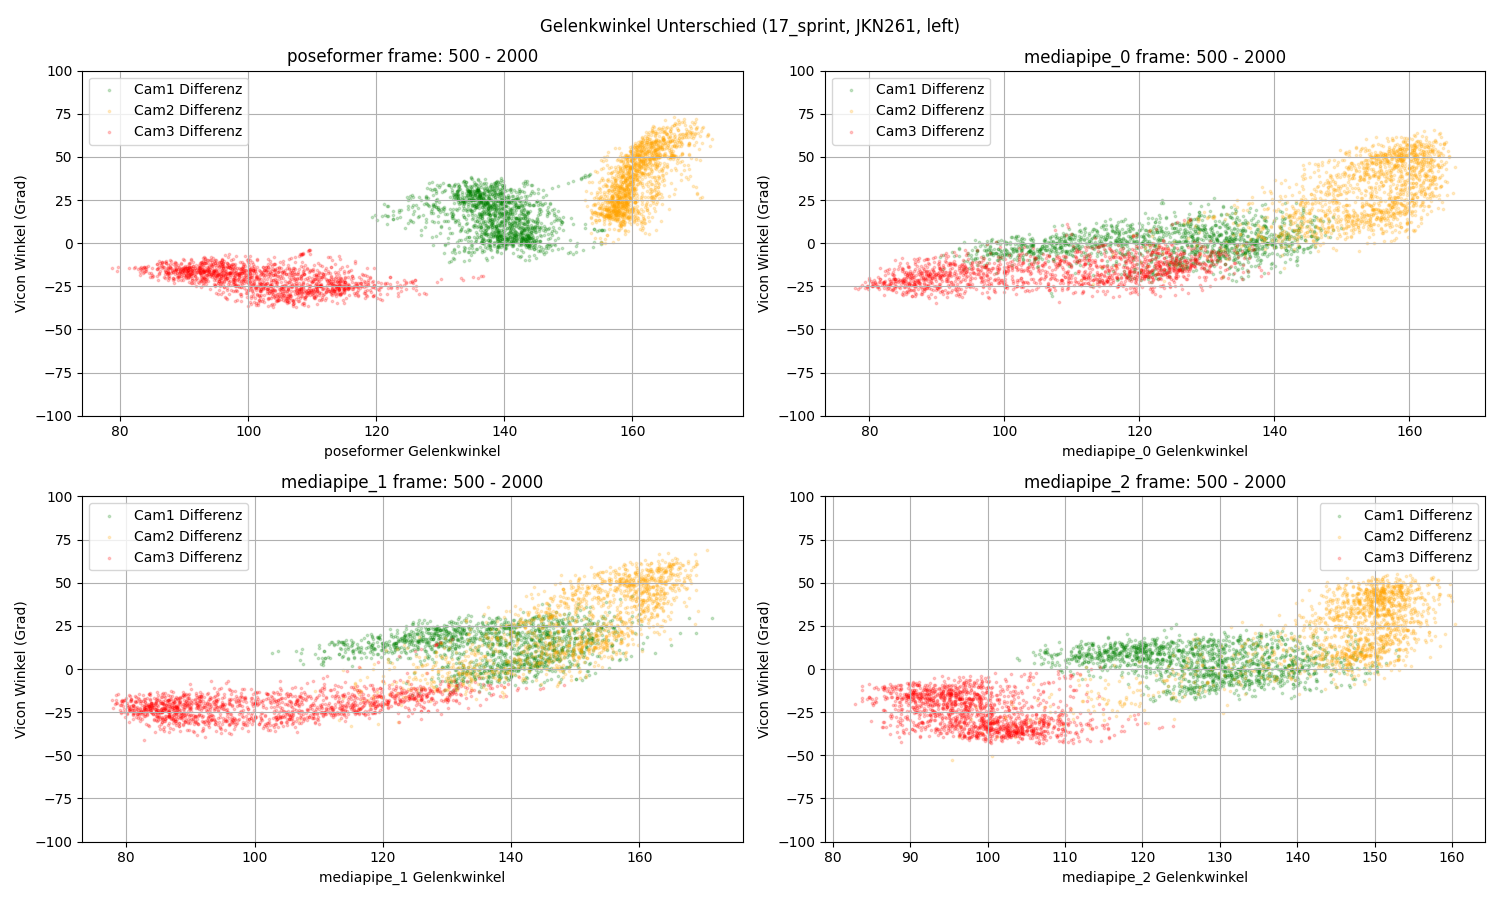 Gelenkwinkel Unterschied (17_sprint, JKN261, left)
poseformer frame: 500 - 2000
Cam1 Differenz
Cam2 Differenz
Cam3 Differenz
Vicon Winkel (Grad)
100
75
50
25
0
−25
−50
−75
−100
80 100 120 140 160
poseformer Gelenkwinkel
mediapipe_0 frame: 500 - 2000
Cam1 Differenz
Cam2 Differenz
Cam3 Differenz
Vicon Winkel (Grad)
100
75
50
25
0
−25
−50
−75
−100
80 100 120 140 160
mediapipe_0 Gelenkwinkel
mediapipe_1 frame: 500 - 2000
Cam1 Differenz
Cam2 Differenz
Cam3 Differenz
Vicon Winkel (Grad)
100
75
50
25
0
−25
−50
−75
−100
80 100 120 140 160
mediapipe_1 Gelenkwinkel
mediapipe_2 frame: 500 - 2000
Cam1 Differenz
Cam2 Differenz
Cam3 Differenz
Vicon Winkel (Grad)
100
75
50
25
0
−25
−50
−75
−100
80 90 100 110 120 130 140 150 160
mediapipe_2 Gelenkwinkel